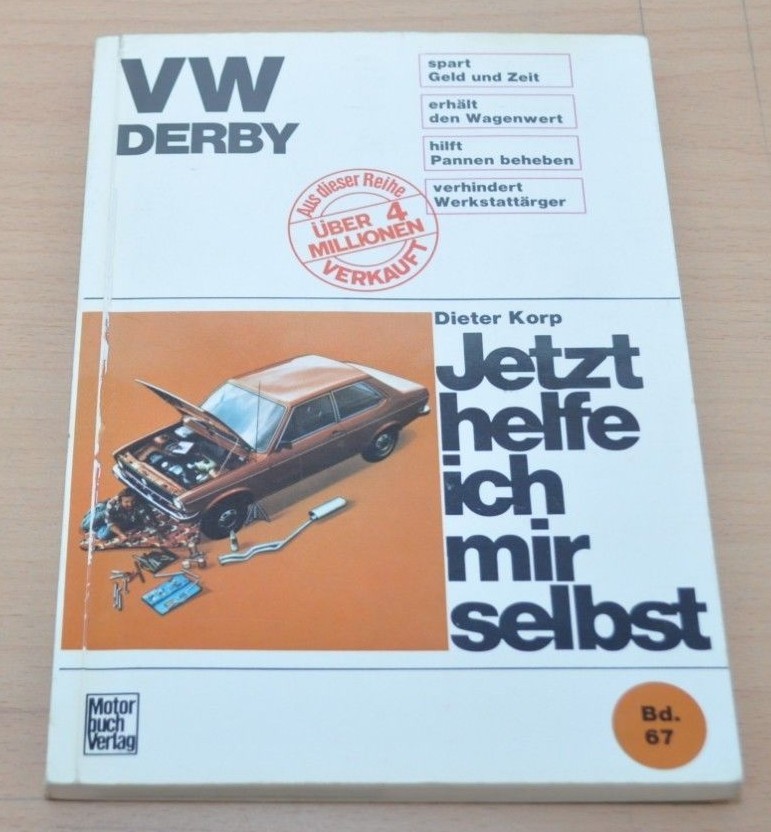 VW
DERBY
spart
Geld und Zeit
erhält
den Wagenwert
hilft
Pannen beheben
verhindert
Werkstattärger
Aus dieser Reihe
ÜBER 4
MILLIONEN
VERKAUFT
Dieter Korp
Jetzt
helfe
ich
mir
selbst
Motor
buch
Verlag
Bd.
67